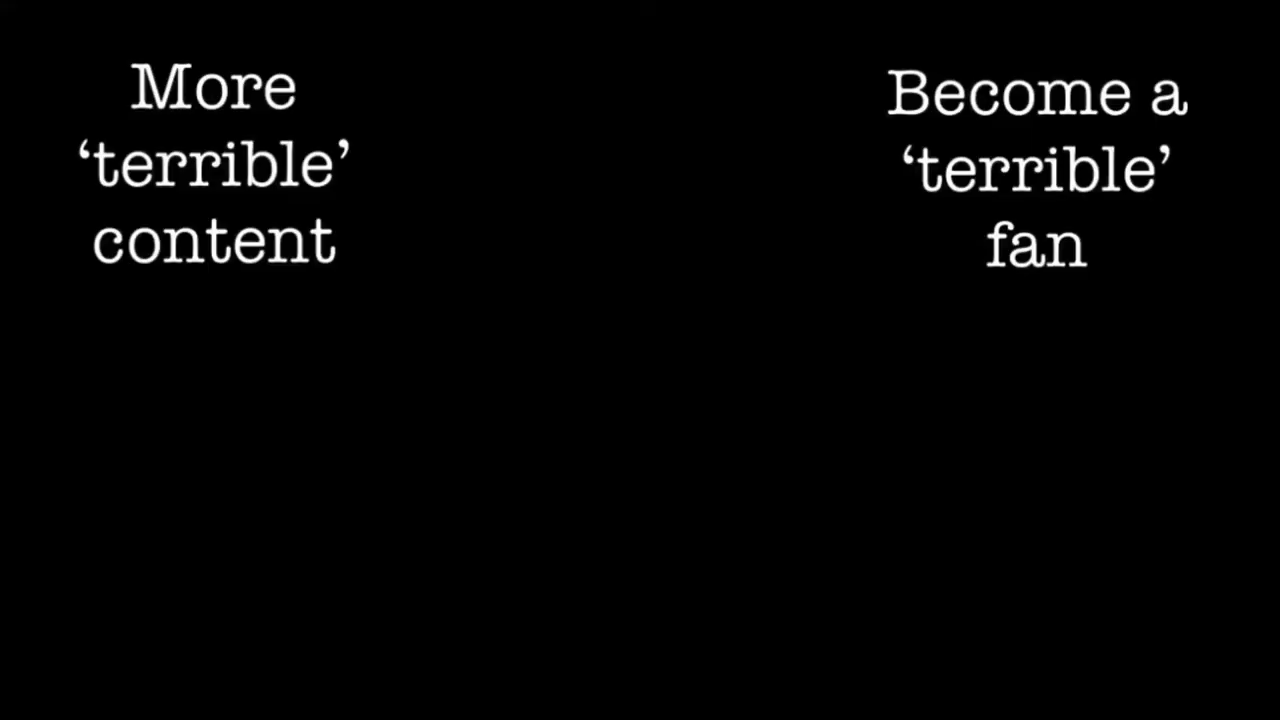 More
‘terrible’
content
Become a
‘terrible’
fan